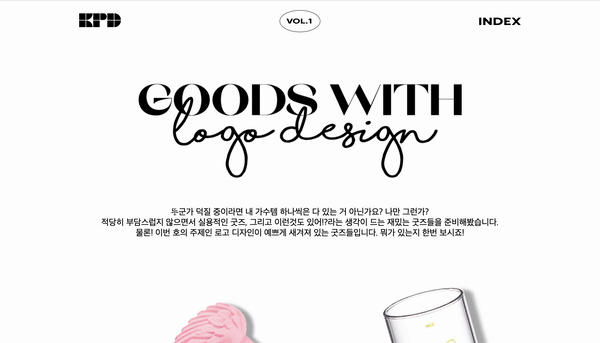 KPD
VOL.1
INDEX
GOODS WITH
logo design
뚜군가 덕질 중이라면 내 가수템 하나씩은 다 있는 거 아닌가요? 나만 그런가?
적당히 부담스럽지 않으면서 실용적인 굿즈, 그리고 이런것도 있어!?라는 생각이 드는 재밌는 굿즈들을 준비해봤습니다.
물론! 이번 호의 주제인 로고 디자인이 예쁘게 새겨져 있는 굿즈들입니다. 뭐가 있는지 한번 보시죠!